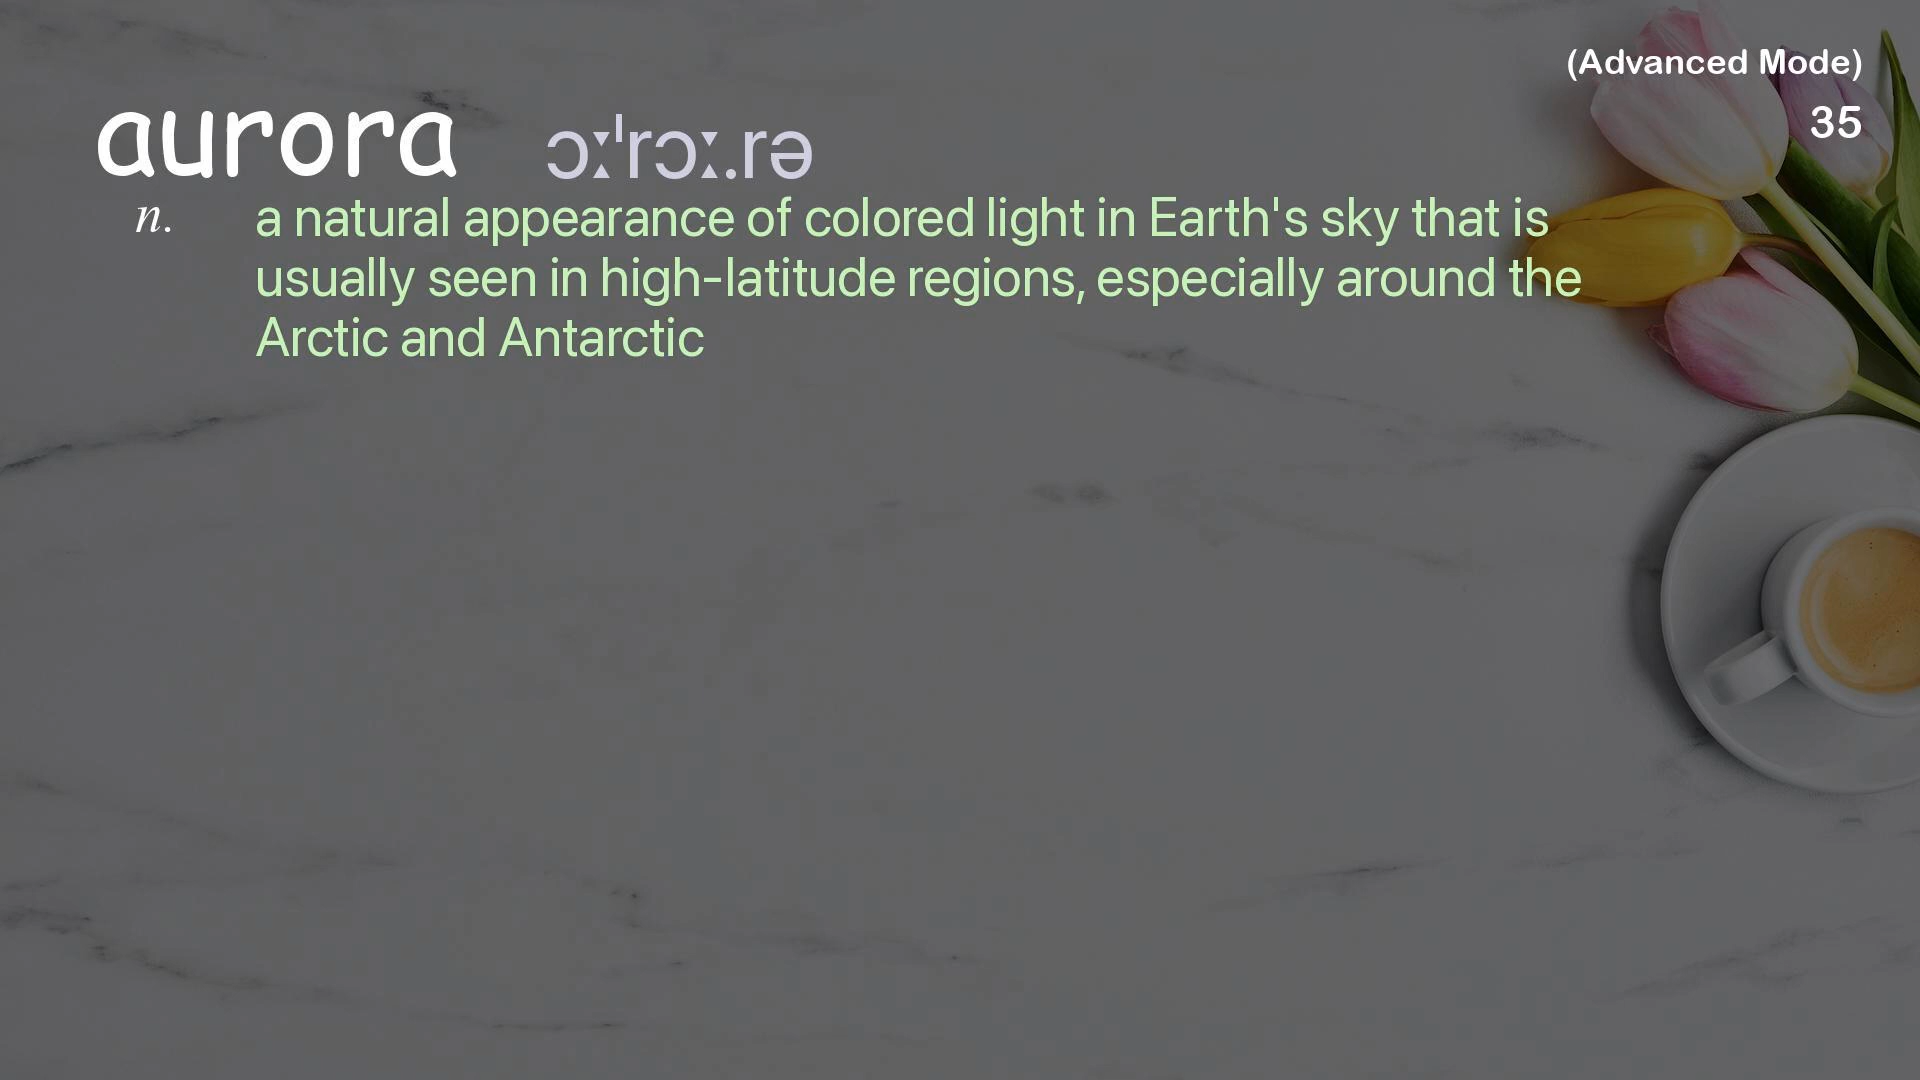 (Advanced Mode)
35
aurora ɔːˈrɔː.rə
n. a natural appearance of colored light in Earth's sky that is
usually seen in high-latitude regions, especially around the
Arctic and Antarctic